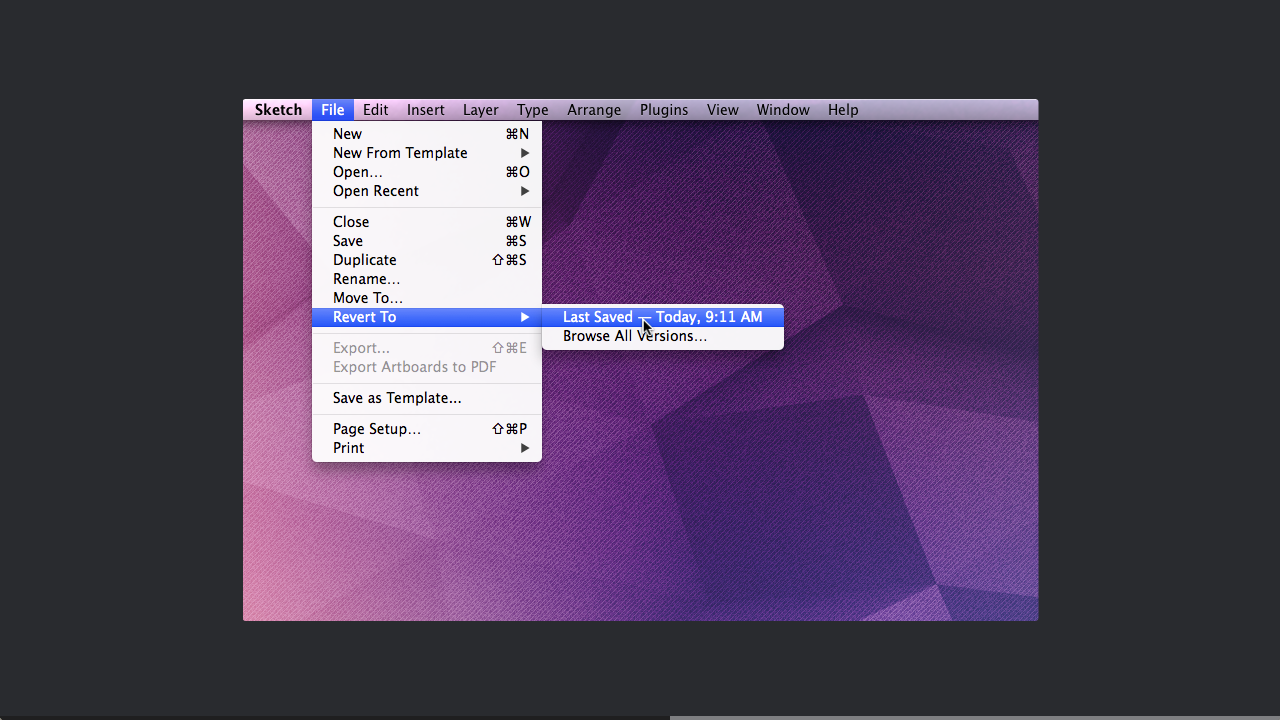 Sketch File Edit Insert Layer Type Arrange Plugins View Window Help
New ⌘N
New From Template ▶
Open... ⌘O
Open Recent ▶
Close ⌘W
Save ⌘S
Duplicate ⇧⌘S
Rename...
Move To...
Revert To ▶
Last Saved — Today, 9:11 AM
Browse All Versions...
Export... ⇧⌘E
Export Artboards to PDF
Save as Template...
Page Setup... ⇧⌘P
Print ▶